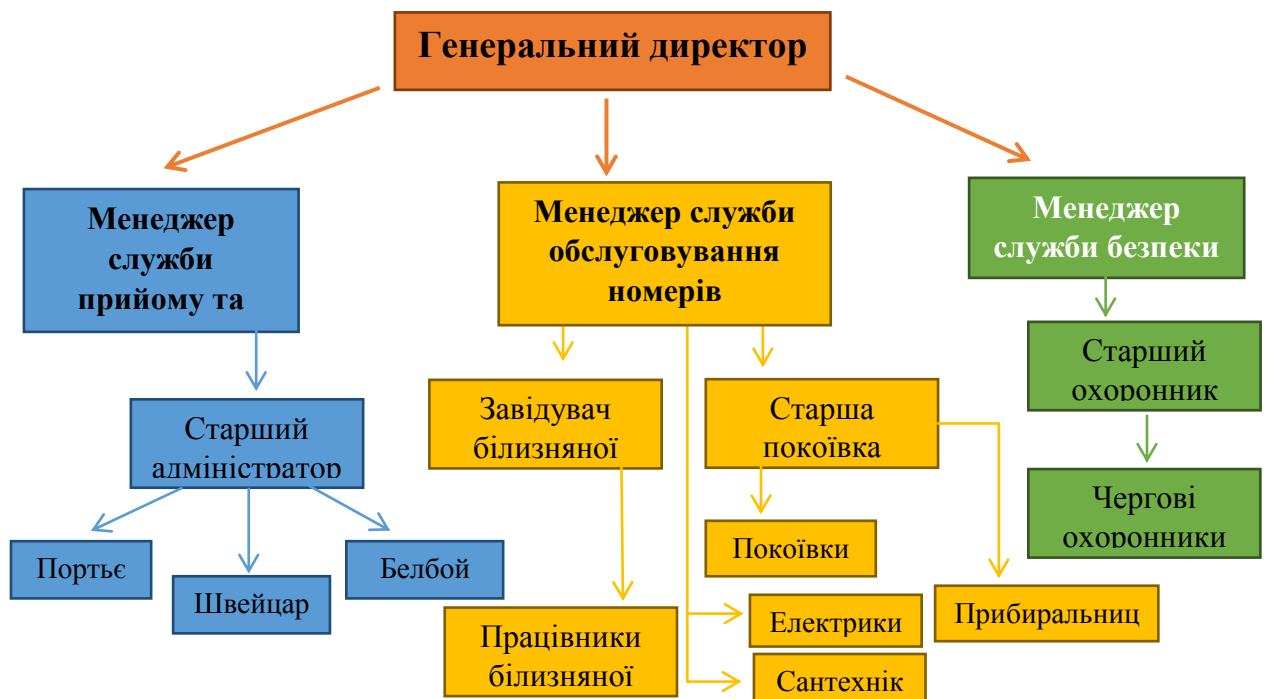 Генеральний директор
Менеджер
служби
прийому та
Менеджер служби
обслуговування
номерів
Менеджер
служби безпеки
Старший
адміністратор
Завідувач
білизняної
Старша
покоївка
Старший
охоронник
Портьє
Швейцар
Белбой
Покоївки
Чергові
охоронники
Працівники
білизняної
Електрики
Прибиральниц
Сантехнік